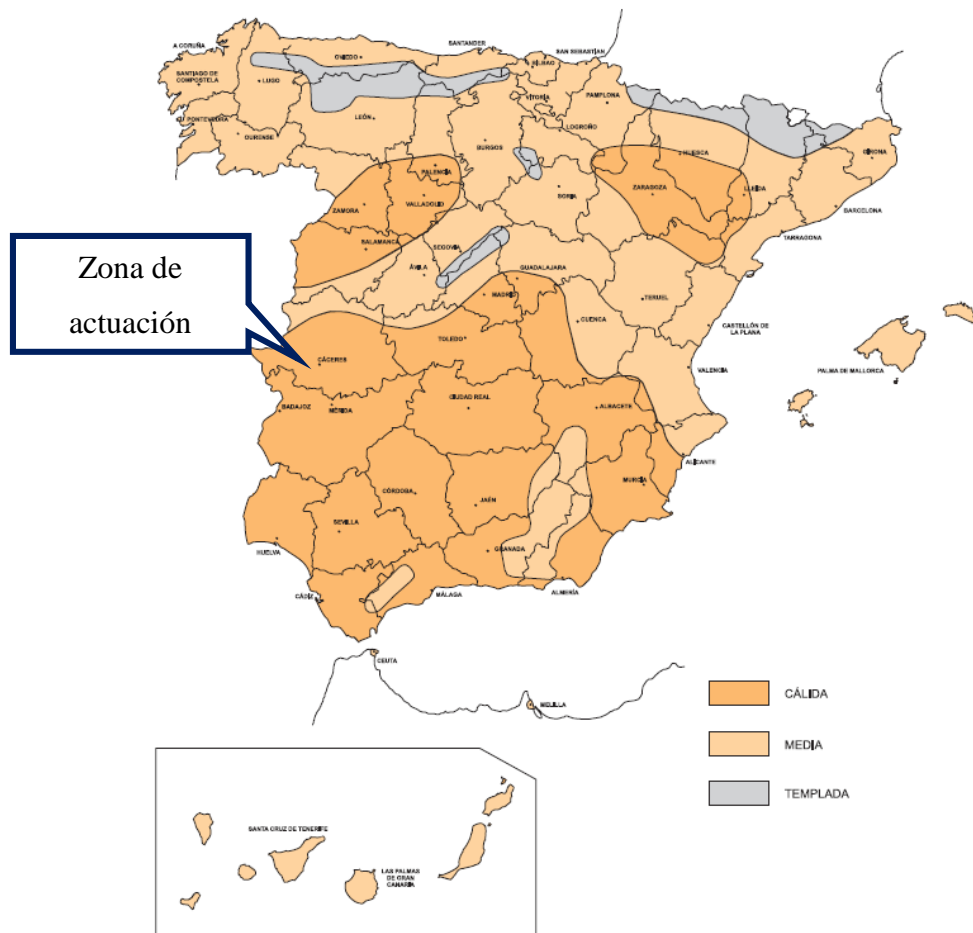 A CORUÑA
SANTIAGO DE
COMPOSTELA
LUGO
OVIEDO
SANTANDER
BILBAO
SAN SEBASTIÁN
VITORIA
PAMPLONA
PONTEVEDRA
OURENSE
LEÓN
BURGOS
LOGROÑO
HUESCA
GIRONA
PALENCIA
ZAMORA
VALLADOLID
SORIA
ZARAGOZA
LLEIDA
BARCELONA
TARRAGONA
Zona de
actuación
SALAMANCA
SEGOVIA
ÁVILA
GUADALAJARA
MADRID
TERUEL
CUENCA
CASTELLÓN DE
LA PLANA
TOLEDO
CÁCERES
VALENCIA
PALMA DE MALLORCA
BADAJOZ
MÉRIDA
CIUDAD REAL
ALBACETE
ALICANTE
MURCIA
CÓRDOBA
JAÉN
SEVILLA
HUELVA
GRANADA
CÁDIZ
MÁLAGA
ALMERÍA
CEUTA
MELILLA
CÁLIDA
MEDIA
TEMPLADA
SANTA CRUZ DE TENERIFE
LAS PALMAS
DE GRAN
CANARIA